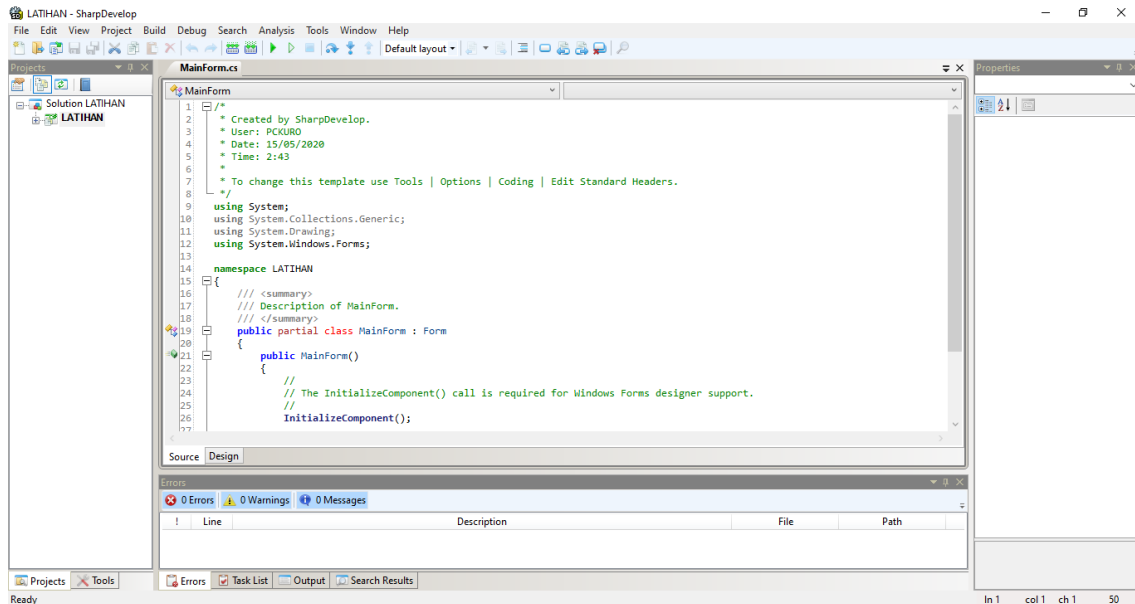 LATIHAN - SharpDevelop
File Edit View Project Build Debug Search Analysis Tools Window Help
Default layout
Projects
MainForm.cs
Properties
Solution LATIHAN
LATIHAN
MainForm
1 /*
2 * Created by SharpDevelop.
3 * User: PCKURO
4 * Date: 15/05/2020
5 * Time: 2:43
6 *
7 * To change this template use Tools | Options | Coding | Edit Standard Headers.
8 */
9 using System;
10 using System.Collections.Generic;
11 using System.Drawing;
12 using System.Windows.Forms;
13
14 namespace LATIHAN
15 {
16 /// <summary>
17 /// Description of MainForm.
18 /// </summary>
19 public partial class MainForm : Form
20 {
21 public MainForm()
22 {
23 //
24 // The InitializeComponent() call is required for Windows Forms designer support.
25 //
26 InitializeComponent();
27
Source Design
Errors
0 Errors 0 Warnings 0 Messages
! Line Description File Path
Projects Tools
Errors Task List Output Search Results
Ready
ln 1 col 1 ch 1 50